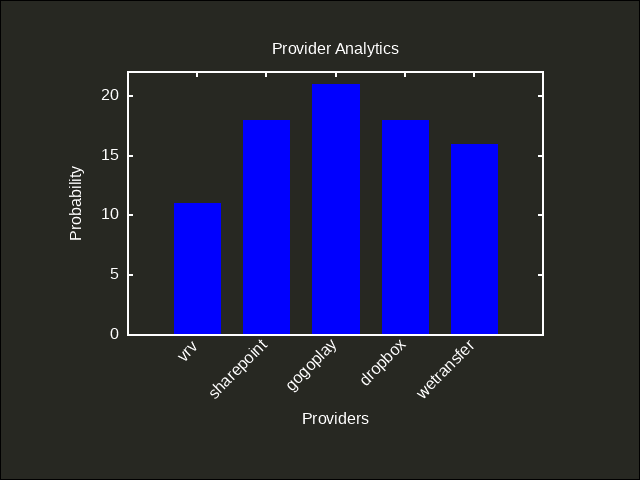 Provider Analytics
Probability
20
15
10
5
0
vrv
sharepoint
gogoplay
dropbox
wetransfer
Providers